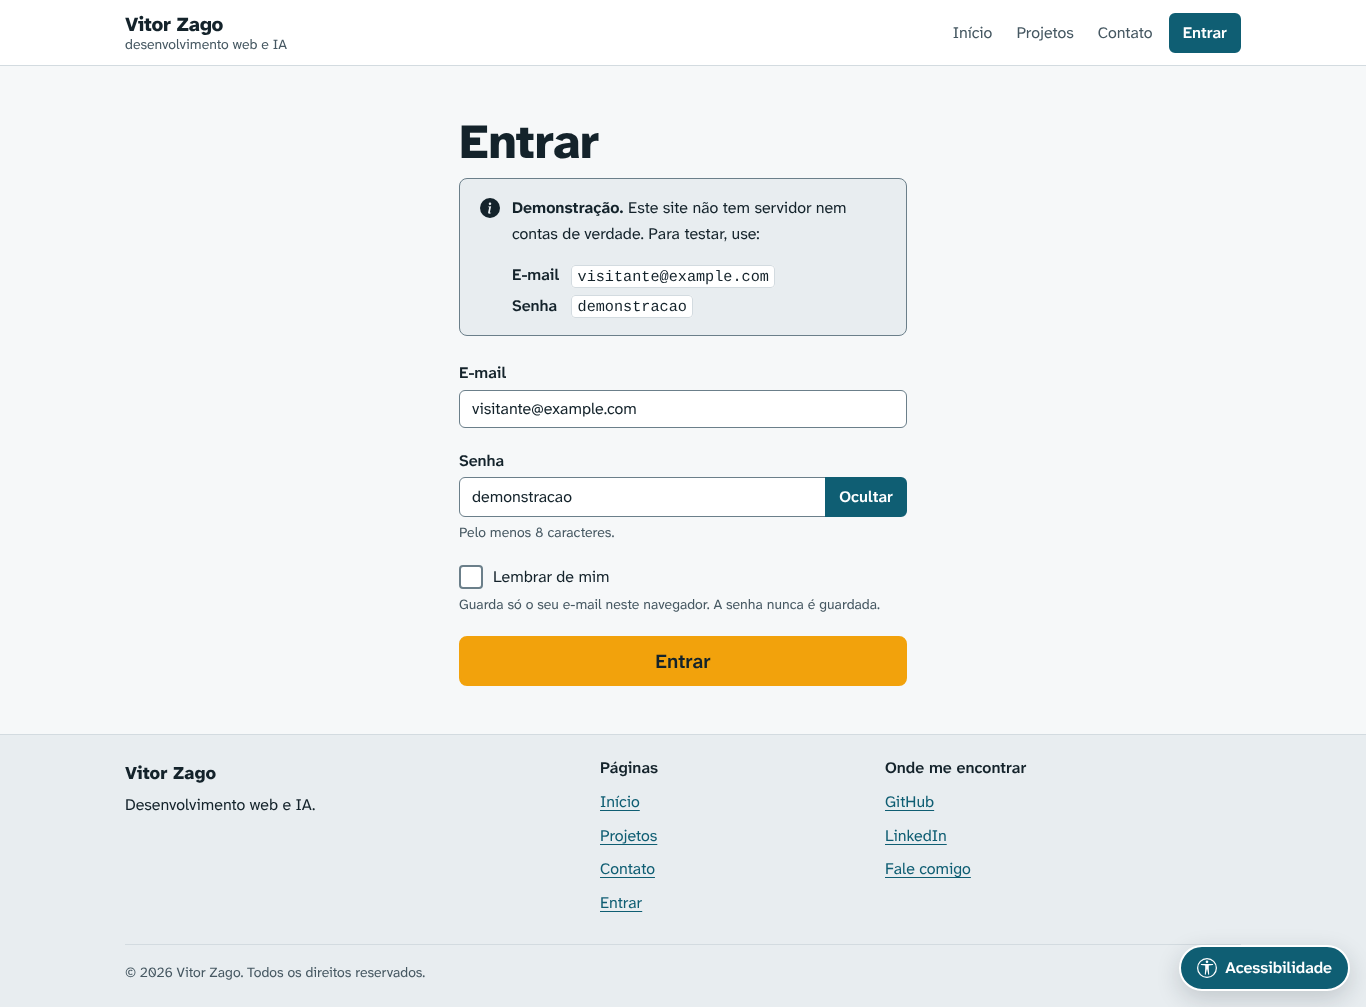 Vitor Zago
desenvolvimento web e IA
Início
Projetos
Contato
Entrar
Entrar
Demonstração. Este site não tem servidor nem
contas de verdade. Para testar, use:
E-mail visitante@example.com
Senha demonstracao
E-mail
visitante@example.com
Senha
demonstracao
Ocultar
Pelo menos 8 caracteres.
Lembrar de mim
Guarda só o seu e-mail neste navegador. A senha nunca é guardada.
Entrar
Vitor Zago
Desenvolvimento web e IA.
Páginas
Início
Projetos
Contato
Entrar
Onde me encontrar
GitHub
LinkedIn
Fale comigo
© 2026 Vitor Zago. Todos os direitos reservados.
Acessibilidade